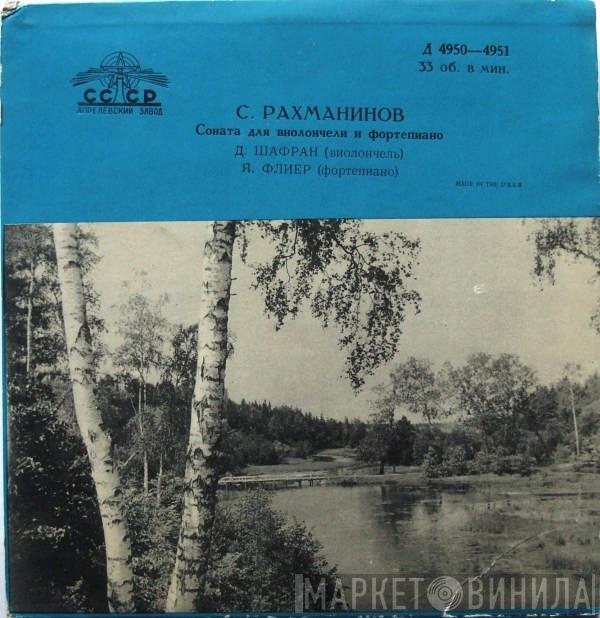 Д 4950—4951
33 об. в мин.
СССР
АПРЕЛЕВСКИЙ ЗАВОД
С. РАХМАНИНОВ
Соната для виолончели и фортепиано
Д. ШАФРАН (виолончель)
Я. ФЛИЕР (фортепиано)
MADE IN THE U.S.S.R
МАРКЕТ ВИНИЛА